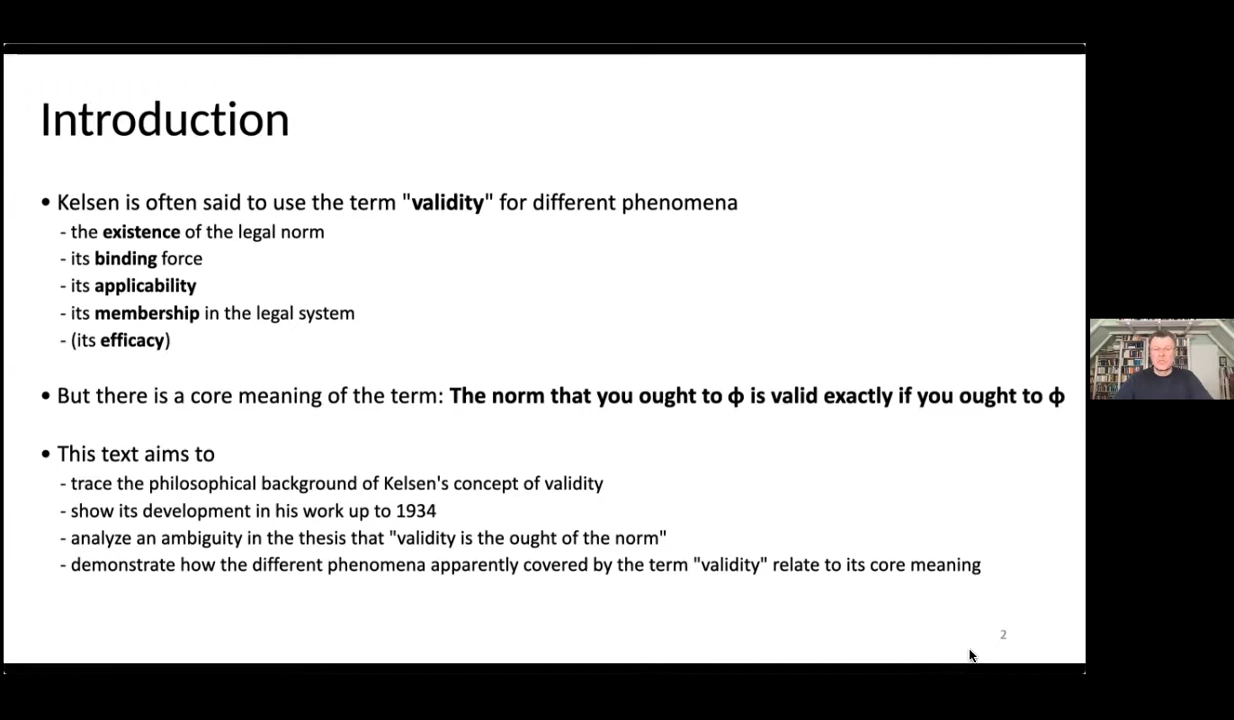 Introduction
• Kelsen is often said to use the term "validity" for different phenomena
- the existence of the legal norm
- its binding force
- its applicability
- its membership in the legal system
- (its efficacy)
• But there is a core meaning of the term: The norm that you ought to ϕ is valid exactly if you ought to ϕ
• This text aims to
- trace the philosophical background of Kelsen's concept of validity
- show its development in his work up to 1934
- analyze an ambiguity in the thesis that "validity is the ought of the norm"
- demonstrate how the different phenomena apparently covered by the term "validity" relate to its core meaning
2